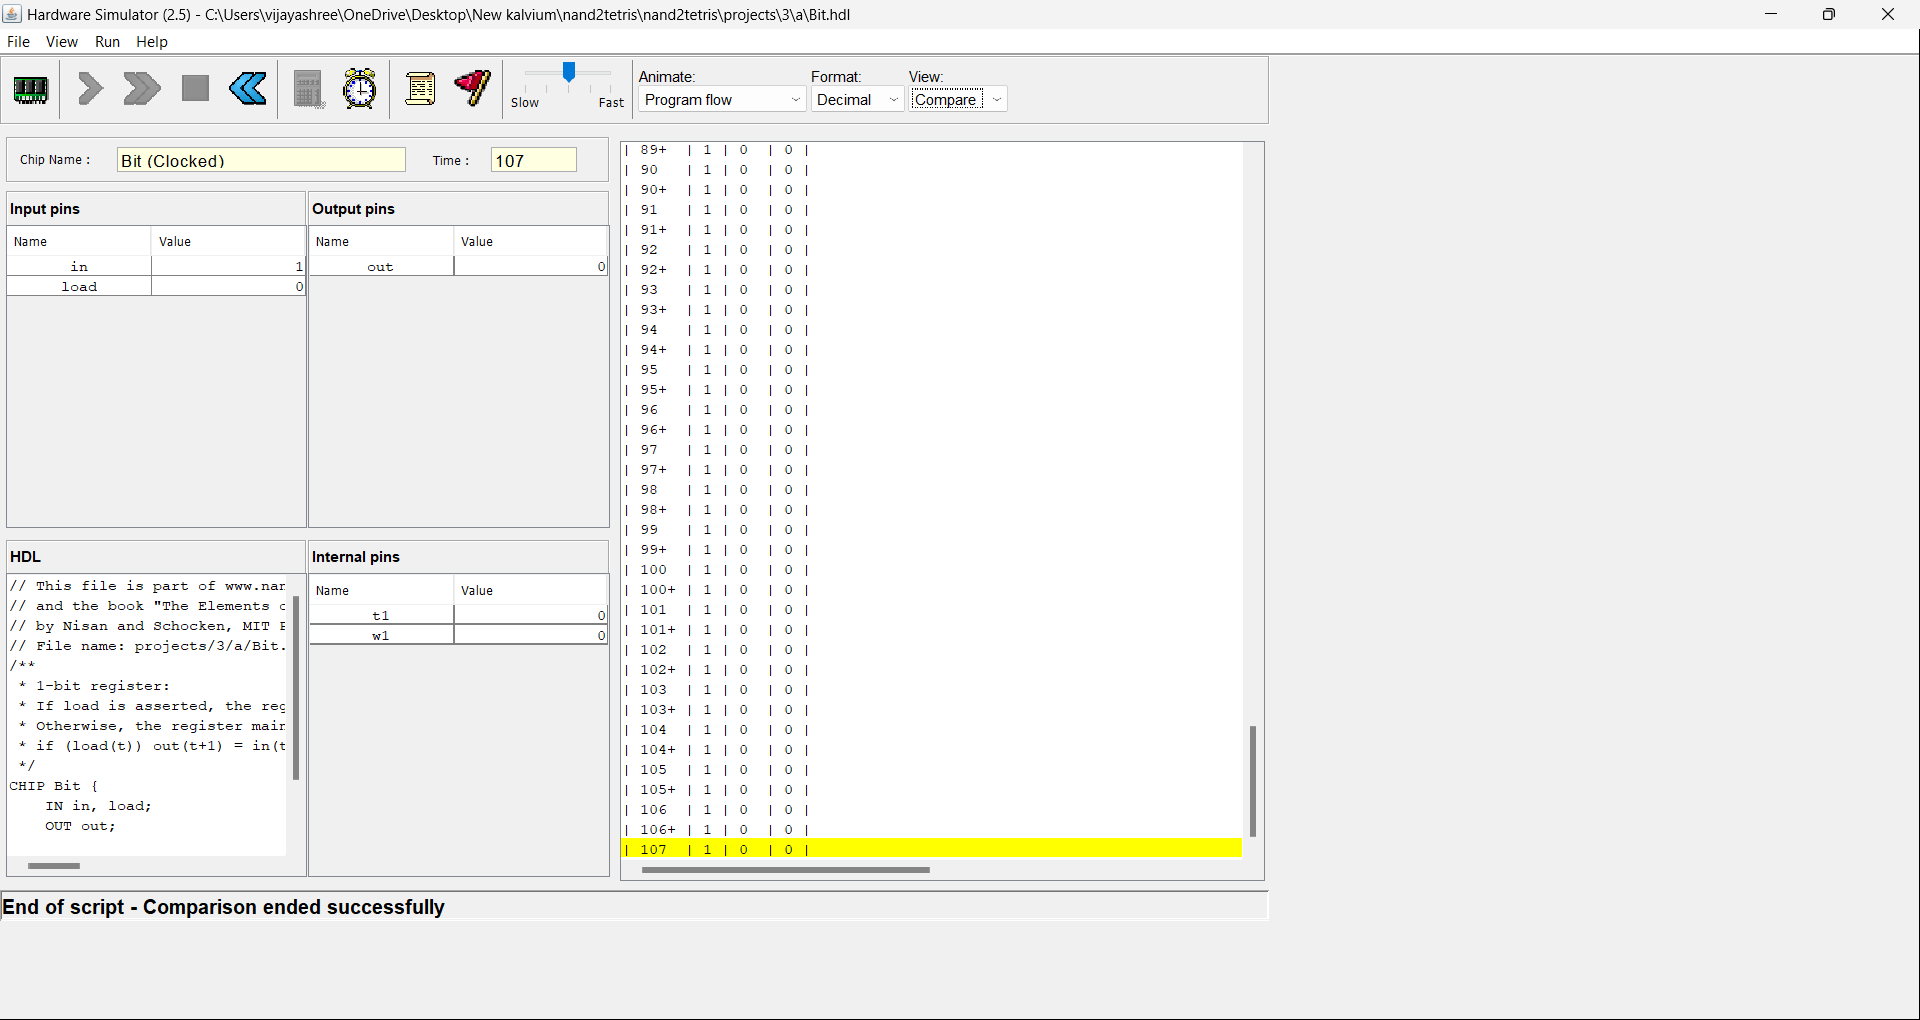 Hardware Simulator (2.5) - C:\Users\vijayashree\OneDrive\Desktop\New kalvium\nand2tetris\nand2tetris\projects\3\a\Bit.hdl
File View Run Help
Slow Fast
Animate: Format: View:
Program flow Decimal Compare
Chip Name : Bit (Clocked) Time : 107
Input pins
Name Value
in 1
load 0
Output pins
Name Value
out 0
HDL
// This file is part of www.nan
// and the book "The Elements o
// by Nisan and Schocken, MIT P
// File name: projects/3/a/Bit.
/**
* 1-bit register:
* If load is asserted, the reg
* Otherwise, the register main
* if (load(t)) out(t+1) = in(t
*/
CHIP Bit {
IN in, load;
OUT out;
Internal pins
Name Value
t1 0
w1 0
| 89+ | 1 | 0 | 0 |
| 90 | 1 | 0 | 0 |
| 90+ | 1 | 0 | 0 |
| 91 | 1 | 0 | 0 |
| 91+ | 1 | 0 | 0 |
| 92 | 1 | 0 | 0 |
| 92+ | 1 | 0 | 0 |
| 93 | 1 | 0 | 0 |
| 93+ | 1 | 0 | 0 |
| 94 | 1 | 0 | 0 |
| 94+ | 1 | 0 | 0 |
| 95 | 1 | 0 | 0 |
| 95+ | 1 | 0 | 0 |
| 96 | 1 | 0 | 0 |
| 96+ | 1 | 0 | 0 |
| 97 | 1 | 0 | 0 |
| 97+ | 1 | 0 | 0 |
| 98 | 1 | 0 | 0 |
| 98+ | 1 | 0 | 0 |
| 99 | 1 | 0 | 0 |
| 99+ | 1 | 0 | 0 |
| 100 | 1 | 0 | 0 |
| 100+ | 1 | 0 | 0 |
| 101 | 1 | 0 | 0 |
| 101+ | 1 | 0 | 0 |
| 102 | 1 | 0 | 0 |
| 102+ | 1 | 0 | 0 |
| 103 | 1 | 0 | 0 |
| 103+ | 1 | 0 | 0 |
| 104 | 1 | 0 | 0 |
| 104+ | 1 | 0 | 0 |
| 105 | 1 | 0 | 0 |
| 105+ | 1 | 0 | 0 |
| 106 | 1 | 0 | 0 |
| 106+ | 1 | 0 | 0 |
| 107 | 1 | 0 | 0 |
End of script - Comparison ended successfully